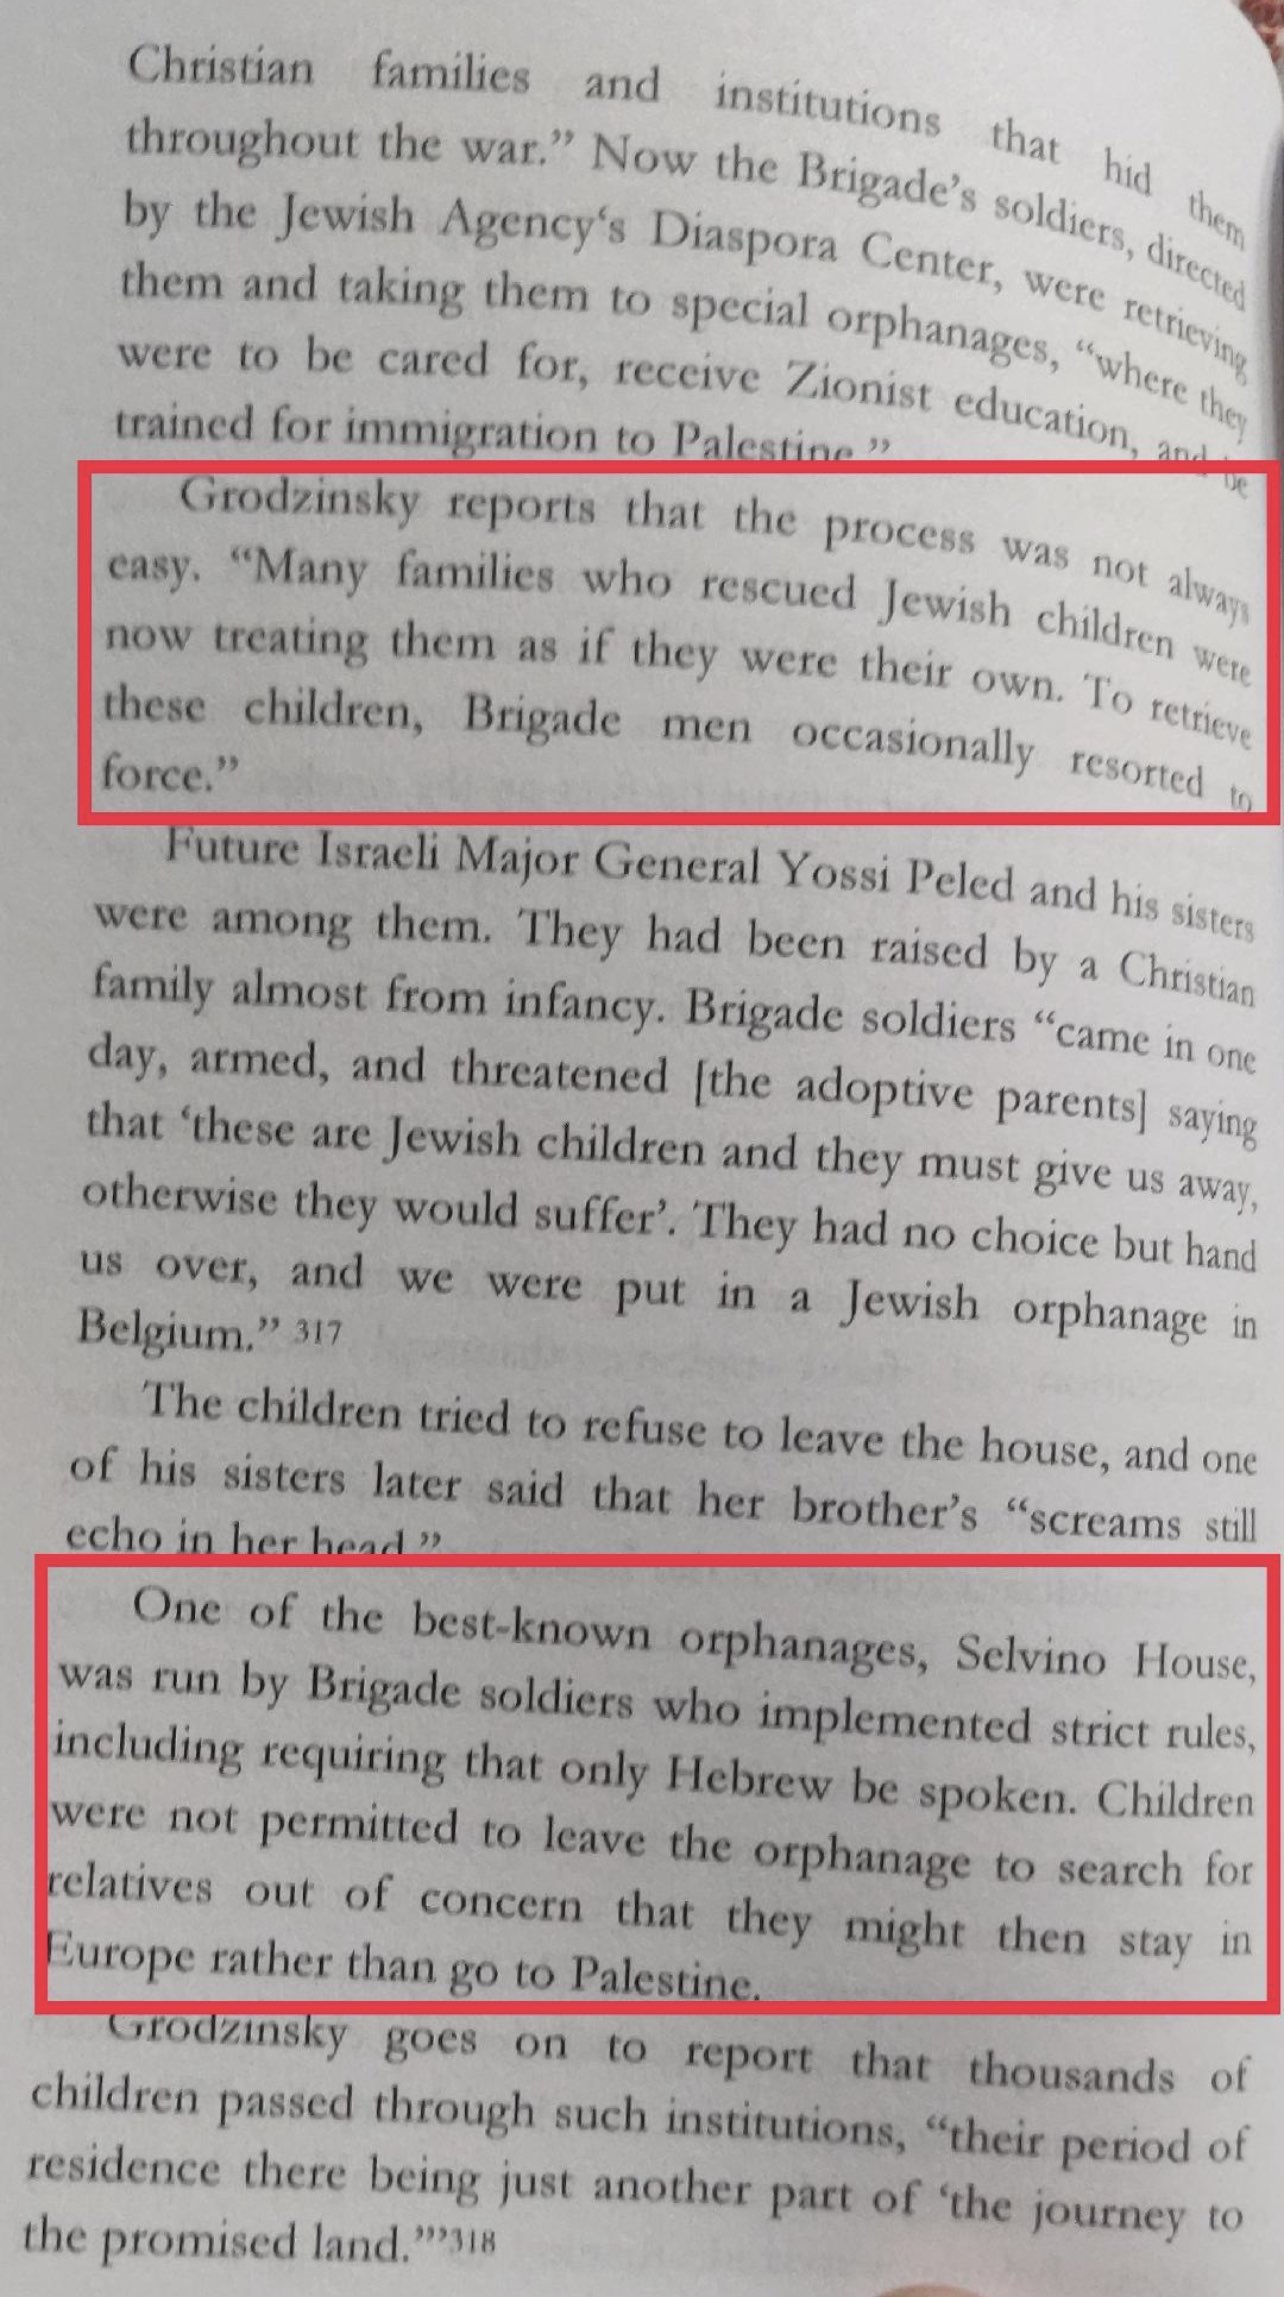 Christian families and institutions that hid them
throughout the war.” Now the Brigade’s soldiers, directed
by the Jewish Agency‘s Diaspora Center, were retrieving
them and taking them to special orphanages, “where they
were to be cared for, receive Zionist education, and be
trained for immigration to Palestine.”
Grodzinsky reports that the process was not always
easy. “Many families who rescued Jewish children were
now treating them as if they were their own. To retrieve
these children, Brigade men occasionally resorted to
force.”
Future Israeli Major General Yossi Peled and his sisters
were among them. They had been raised by a Christian
family almost from infancy. Brigade soldiers “came in one
day, armed, and threatened [the adoptive parents] saying
that ‘these are Jewish children and they must give us away,
otherwise they would suffer’. They had no choice but hand
us over, and we were put in a Jewish orphanage in
Belgium.” 317
The children tried to refuse to leave the house, and one
of his sisters later said that her brother’s “screams still
echo in her head.”
One of the best-known orphanages, Selvino House,
was run by Brigade soldiers who implemented strict rules,
including requiring that only Hebrew be spoken. Children
were not permitted to leave the orphanage to search for
relatives out of concern that they might then stay in
Europe rather than go to Palestine.
Grodzinsky goes on to report that thousands of
children passed through such institutions, “their period of
residence there being just another part of ‘the journey to
the promised land.’”318